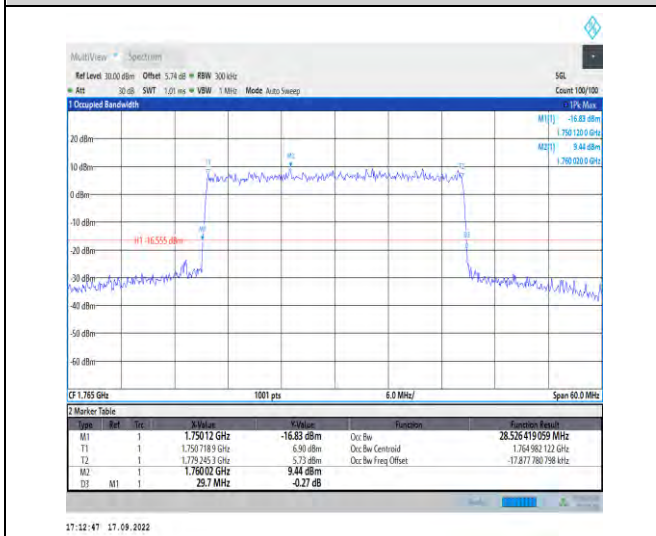 MultiView Spectrum
Ref Level 30.00 dBm Offset 5.74 dB RBW 300 kHz SGL
Att 30 dB SWT 1.01 ms VBW 1 MHz Mode Auto Sweep Count 100/100
1 Occupied Bandwidth 1Pk Max
M1[1] -16.83 dBm
1.750 120 0 GHz
M2[1] 9.44 dBm
1.760 020 0 GHz
20 dBm
10 dBm
0 dBm
-10 dBm
-20 dBm
-30 dBm
-40 dBm
-50 dBm
-60 dBm
T1
M2
M1
H1 -16.555 dBm
CF 1.765 GHz 1001 pts 6.0 MHz/ Span 60.0 MHz
2 Marker Table
Type Ref Trc X-Value Y-Value Function Function Result
M1 1 1.75012 GHz -16.83 dBm Occ Bw 28.526 419 059 MHz
T1 1 1.750 718 9 GHz 6.90 dBm Occ Bw Centroid 1.764 982 122 GHz
T2 1 1.779 245 3 GHz 5.73 dBm Occ Bw Freq Offset -17.877 780 798 kHz
M2 1 1.76002 GHz 9.44 dBm
D3 M1 1 29.7 MHz -0.27 dB
17:12:47 17.09.2022